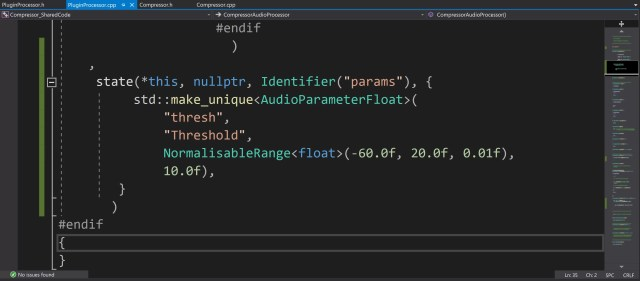 PluginProcessor.h
PluginProcessor.cpp
Compressor.h
Compressor.cpp
Compressor_SharedCode
CompressorAudioProcessor
CompressorAudioProcessor()
#endif
)
,
state(*this, nullptr, Identifier("params"), {
std::make_unique<AudioParameterFloat>(
"thresh",
"Threshold",
NormalisableRange<float>(-60.0f, 20.0f, 0.01f),
10.0f),
}
)
#endif
{
}
No issues found
Ln: 35 Ch: 2 SPC CRLF